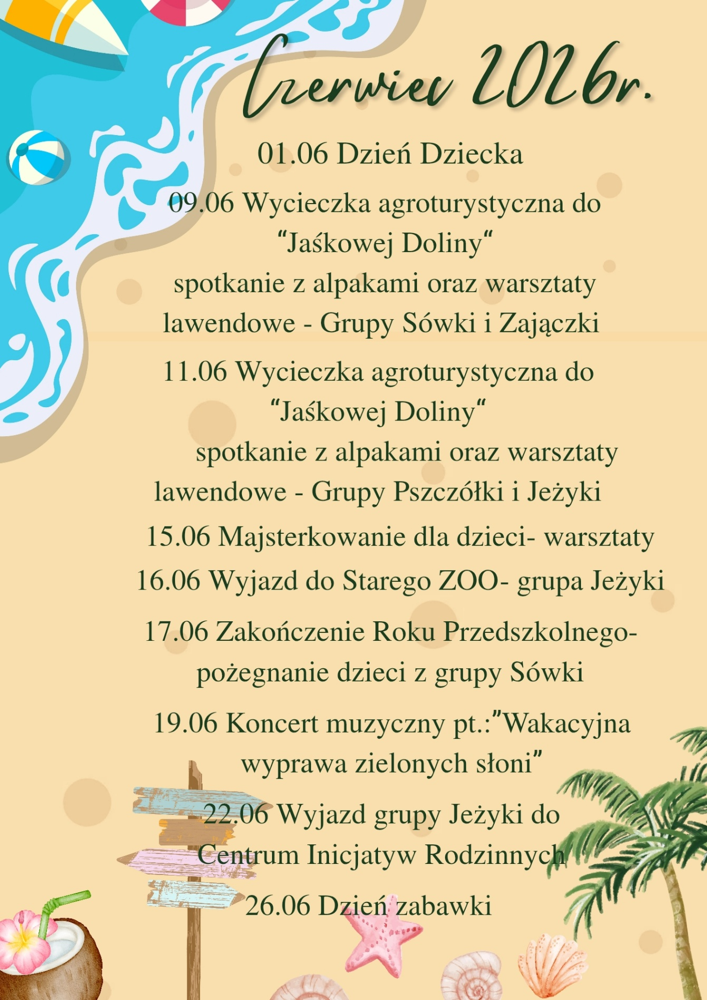 Czerwiec 2026r.
01.06 Dzień Dziecka
09.06 Wycieczka agroturystyczna do
“Jaśkowej Doliny“
spotkanie z alpakami oraz warsztaty
lawendowe - Grupy Sówki i Zajączki
11.06 Wycieczka agroturystyczna do
“Jaśkowej Doliny“
spotkanie z alpakami oraz warsztaty
lawendowe - Grupy Pszczółki i Jeżyki
15.06 Majsterkowanie dla dzieci- warsztaty
16.06 Wyjazd do Starego ZOO- grupa Jeżyki
17.06 Zakończenie Roku Przedszkolnego-
pożegnanie dzieci z grupy Sówki
19.06 Koncert muzyczny pt.:”Wakacyjna
wyprawa zielonych słoni”
22.06 Wyjazd grupy Jeżyki do
Centrum Inicjatyw Rodzinnych
26.06 Dzień zabawki